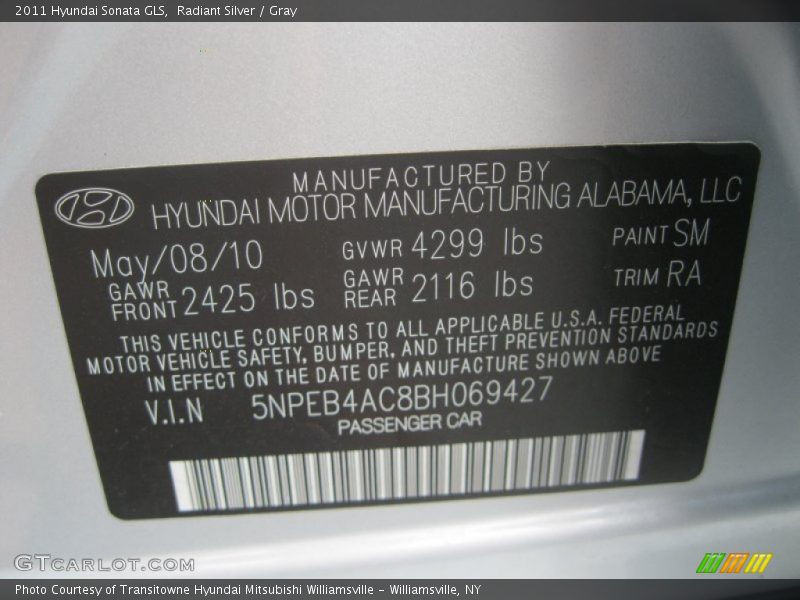 2011 Hyundai Sonata GLS, Radiant Silver / Gray
MANUFACTURED BY
HYUNDAI MOTOR MANUFACTURING ALABAMA, LLC
May/08/10 GVWR 4299 lbs PAINT SM
GAWR FRONT 2425 lbs GAWR REAR 2116 lbs TRIM RA
THIS VEHICLE CONFORMS TO ALL APPLICABLE U.S.A. FEDERAL
MOTOR VEHICLE SAFETY, BUMPER, AND THEFT PREVENTION STANDARDS
IN EFFECT ON THE DATE OF MANUFACTURE SHOWN ABOVE
V.I.N 5NPEB4AC8BH069427
PASSENGER CAR
GTCARLOT.COM
Photo Courtesy of Transitowne Hyundai Mitsubishi Williamsville - Williamsville, NY